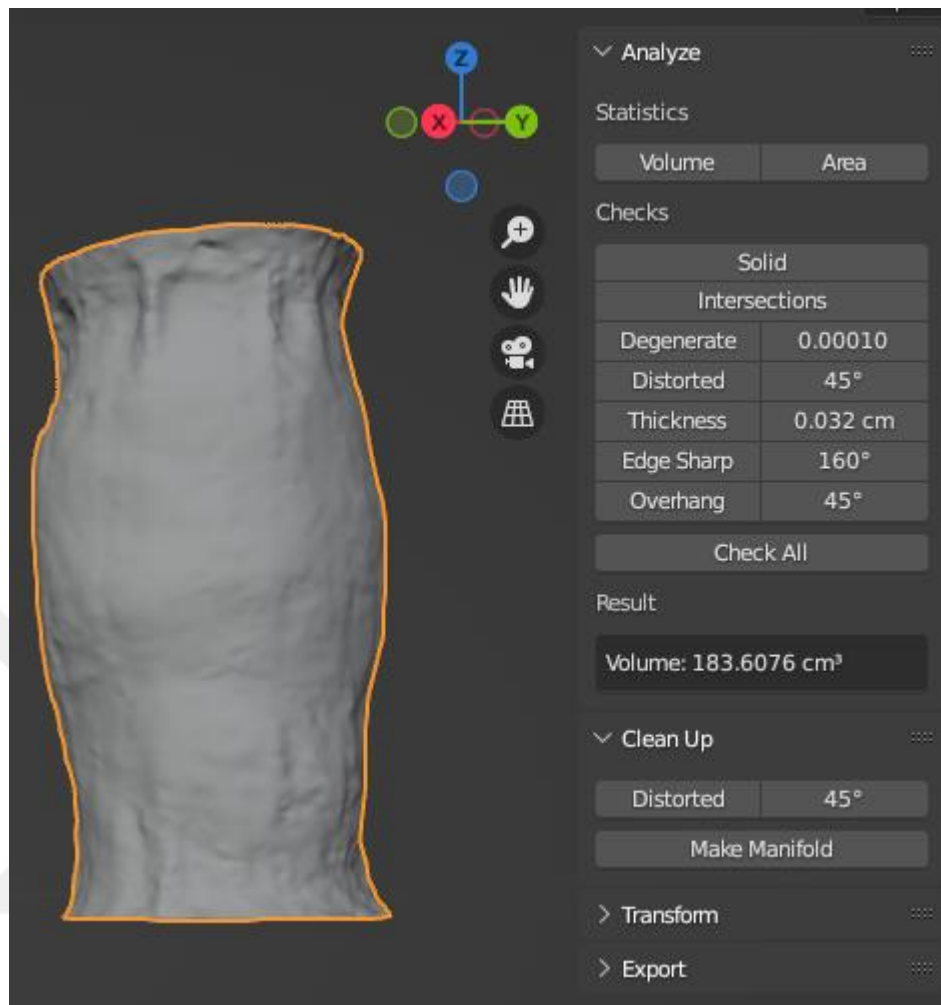 Z
X
Y
Analyze
Statistics
Volume Area
Checks
Solid
Intersections
Degenerate 0.00010
Distorted 45°
Thickness 0.032 cm
Edge Sharp 160°
Overhang 45°
Check All
Result
Volume: 183.6076 cm³
Clean Up
Distorted 45°
Make Manifold
Transform
Export